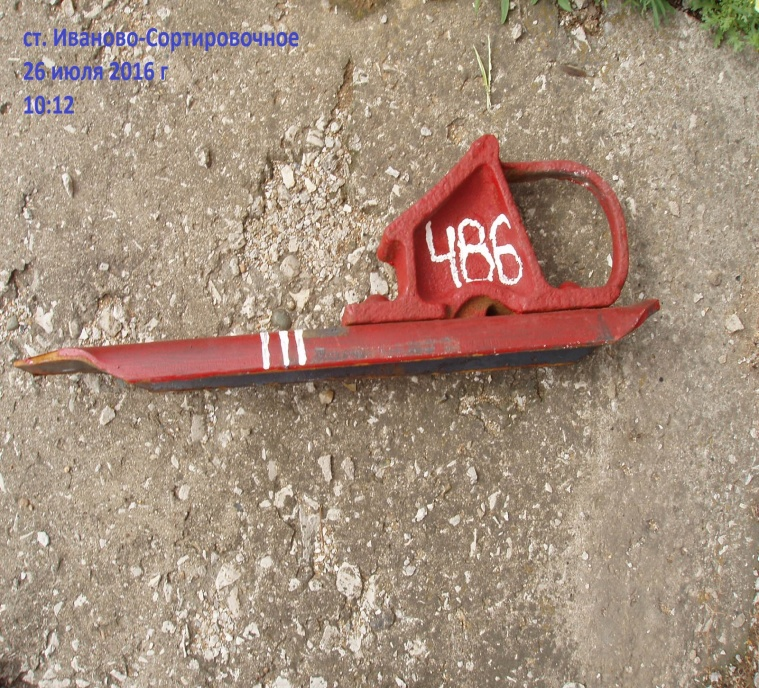 ст. Иваново-Сортировочное
26 июля 2016 г
10:12
486
III